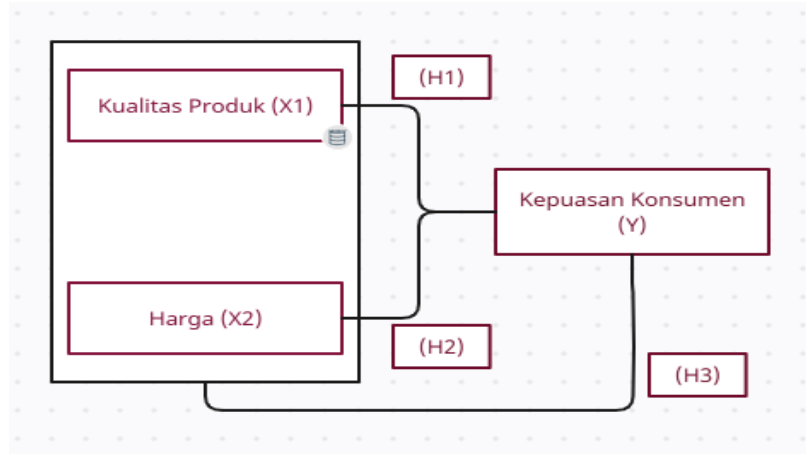 (H1)
Kualitas Produk (X1)
Kepuasan Konsumen
(Y)
Harga (X2)
(H2)
(H3)